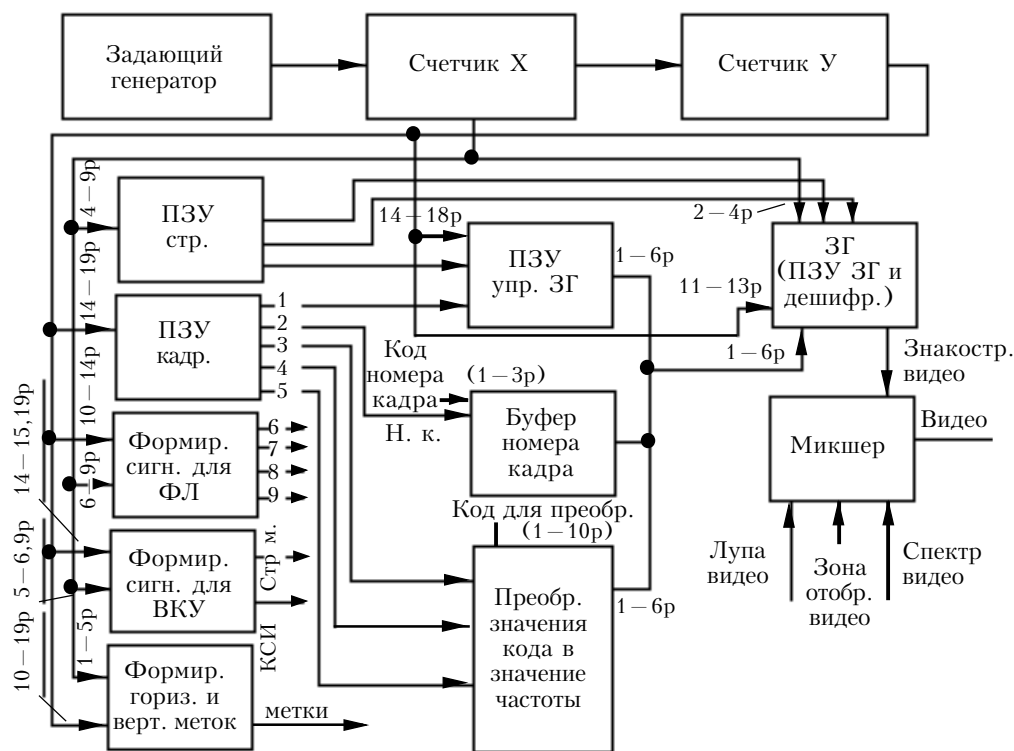 Задающий
генератор
Счетчик X
Счетчик У
4–9р
ПЗУ
стр.
14–18р
ПЗУ
упр. ЗГ
1–6р
2–4р
ЗГ
(ПЗУ ЗГ и
дешифр.)
11–13р
1–6р
14–19р
ПЗУ
кадр.
1
2
3
4
5
Код
номера
кадра
(1–3р)
Н. к.
Буфер
номера
кадра
Знакостр.
видео
Микшер
Видео
10–14р
14–15,19р
6–9р
Формир.
сигн. для
ФЛ
6
7
8
9
Код для преобр.
(1–10р)
Лупа
видео
Зона
отобр.
видео
Спектр
видео
5–6,9р
Формир.
сигн. для
ВКУ
Стр м.
КСИ
Преобр.
значения
кода в
значение
частоты
1–6р
10–19р
1–5р
Формир.
гориз. и
верт. меток
метки